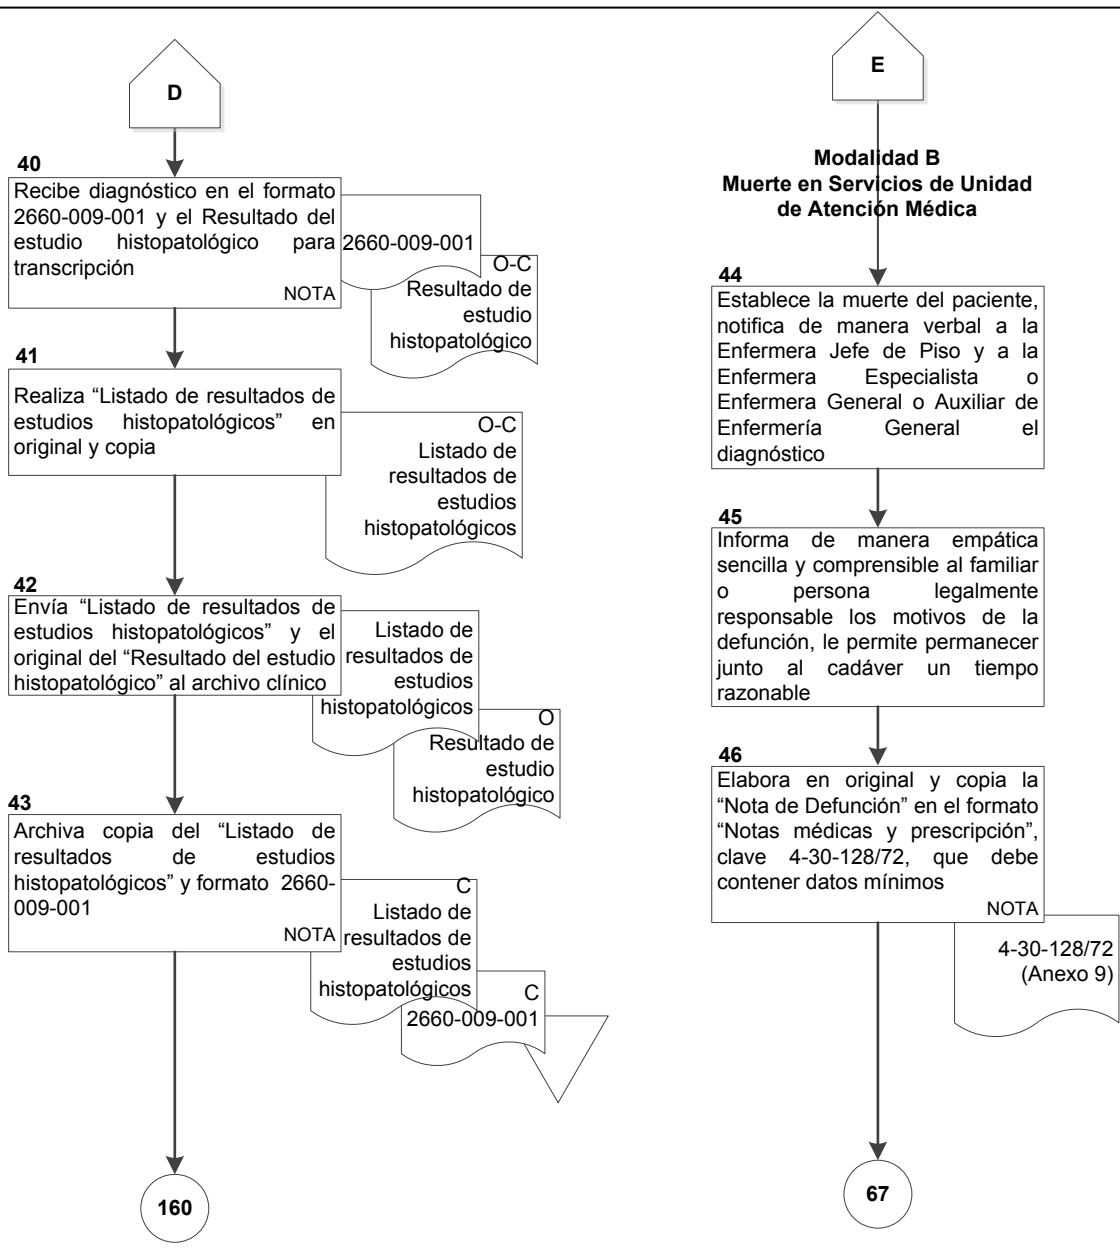 D
40
Recibe diagnóstico en el formato
2660-009-001 y el Resultado del
estudio histopatológico para
transcripción
NOTA
2660-009-001
O-C
Resultado de
estudio
histopatológico
41
Realiza “Listado de resultados de
estudios histopatológicos” en
original y copia
O-C
Listado de
resultados de
estudios
histopatológicos
42
Envía “Listado de resultados de
estudios histopatológicos” y el
original del “Resultado del estudio
histopatológico” al archivo clínico
Listado de
resultados de
estudios
histopatológicos
O
Resultado de
estudio
histopatológico
43
Archiva copia del “Listado de
resultados de estudios
histopatológicos” y formato 2660-
009-001
NOTA
C
Listado de
resultados de
estudios
histopatológicos
C
2660-009-001
160
E
Modalidad B
Muerte en Servicios de Unidad
de Atención Médica
44
Establece la muerte del paciente,
notifica de manera verbal a la
Enfermera Jefe de Piso y a la
Enfermera Especialista o
Enfermera General o Auxiliar de
Enfermería General el
diagnóstico
45
Informa de manera empática
sencilla y comprensible al familiar
o persona legalmente
responsable los motivos de la
defunción, le permite permanecer
junto al cadáver un tiempo
razonable
46
Elabora en original y copia la
“Nota de Defunción” en el formato
“Notas médicas y prescripción”,
clave 4-30-128/72, que debe
contener datos mínimos
NOTA
4-30-128/72
(Anexo 9)
67